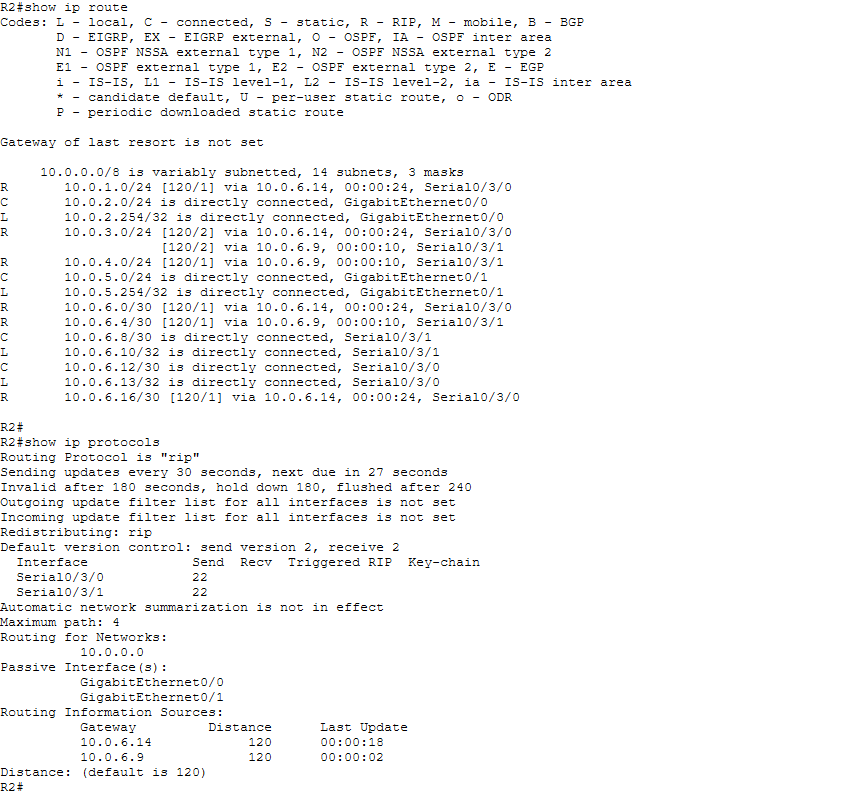 R2#show ip route
Codes: L - local, C - connected, S - static, R - RIP, M - mobile, B - BGP
       D - EIGRP, EX - EIGRP external, O - OSPF, IA - OSPF inter area
       N1 - OSPF NSSA external type 1, N2 - OSPF NSSA external type 2
       E1 - OSPF external type 1, E2 - OSPF external type 2, E - EGP
       i - IS-IS, L1 - IS-IS level-1, L2 - IS-IS level-2, ia - IS-IS inter area
       * - candidate default, U - per-user static route, o - ODR
       P - periodic downloaded static route

Gateway of last resort is not set

     10.0.0.0/8 is variably subnetted, 14 subnets, 3 masks
R       10.0.1.0/24 [120/1] via 10.0.6.14, 00:00:24, Serial0/3/0
C       10.0.2.0/24 is directly connected, GigabitEthernet0/0
L       10.0.2.254/32 is directly connected, GigabitEthernet0/0
R       10.0.3.0/24 [120/2] via 10.0.6.14, 00:00:24, Serial0/3/0
                    [120/2] via 10.0.6.9, 00:00:10, Serial0/3/1
R       10.0.4.0/24 [120/1] via 10.0.6.9, 00:00:10, Serial0/3/1
C       10.0.5.0/24 is directly connected, GigabitEthernet0/1
L       10.0.5.254/32 is directly connected, GigabitEthernet0/1
R       10.0.6.0/30 [120/1] via 10.0.6.14, 00:00:24, Serial0/3/0
R       10.0.6.4/30 [120/1] via 10.0.6.9, 00:00:10, Serial0/3/1
C       10.0.6.8/30 is directly connected, Serial0/3/1
L       10.0.6.10/32 is directly connected, Serial0/3/1
C       10.0.6.12/30 is directly connected, Serial0/3/0
L       10.0.6.13/32 is directly connected, Serial0/3/0
R       10.0.6.16/30 [120/1] via 10.0.6.14, 00:00:24, Serial0/3/0

R2#
R2#show ip protocols
Routing Protocol is "rip"
Sending updates every 30 seconds, next due in 27 seconds
Invalid after 180 seconds, hold down 180, flushed after 240
Outgoing update filter list for all interfaces is not set
Incoming update filter list for all interfaces is not set
Redistributing: rip
Default version control: send version 2, receive 2
  Interface             Send  Recv  Triggered RIP  Key-chain
  Serial0/3/0           22
  Serial0/3/1           22
Automatic network summarization is not in effect
Maximum path: 4
Routing for Networks:
          10.0.0.0
Passive Interface(s):
          GigabitEthernet0/0
          GigabitEthernet0/1
Routing Information Sources:
          Gateway         Distance      Last Update
          10.0.6.14            120      00:00:18
          10.0.6.9             120      00:00:02
Distance: (default is 120)
R2#